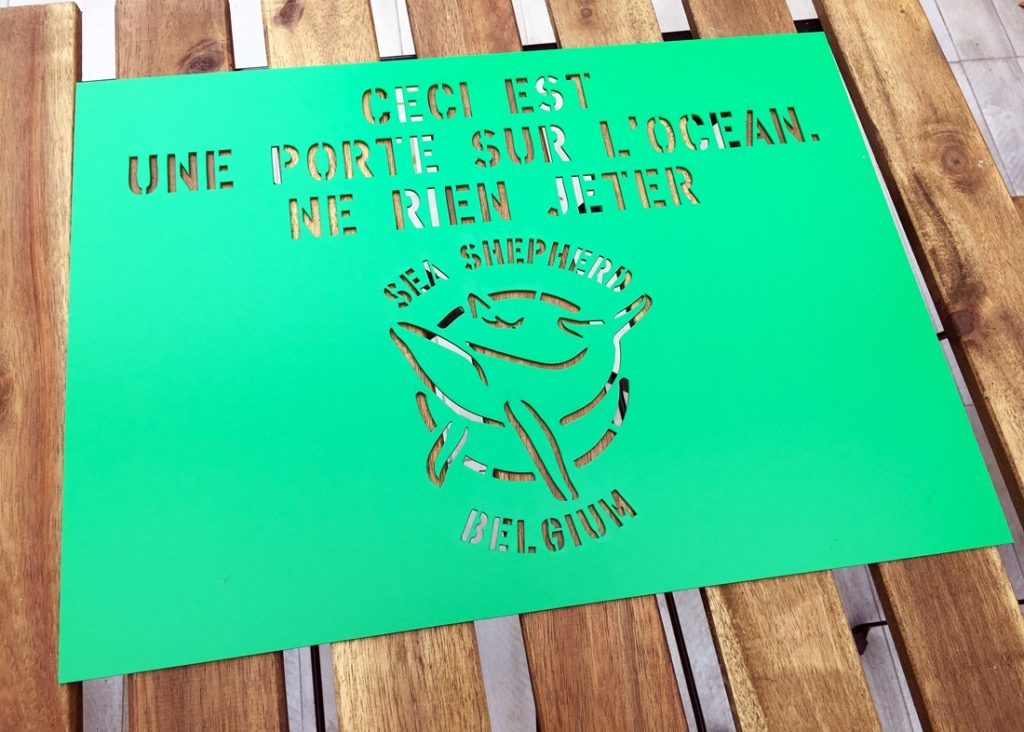 CECI EST
UNE PORTE SUR L'OCEAN.
NE RIEN JETER
SEA SHEPHERD
BELGIUM